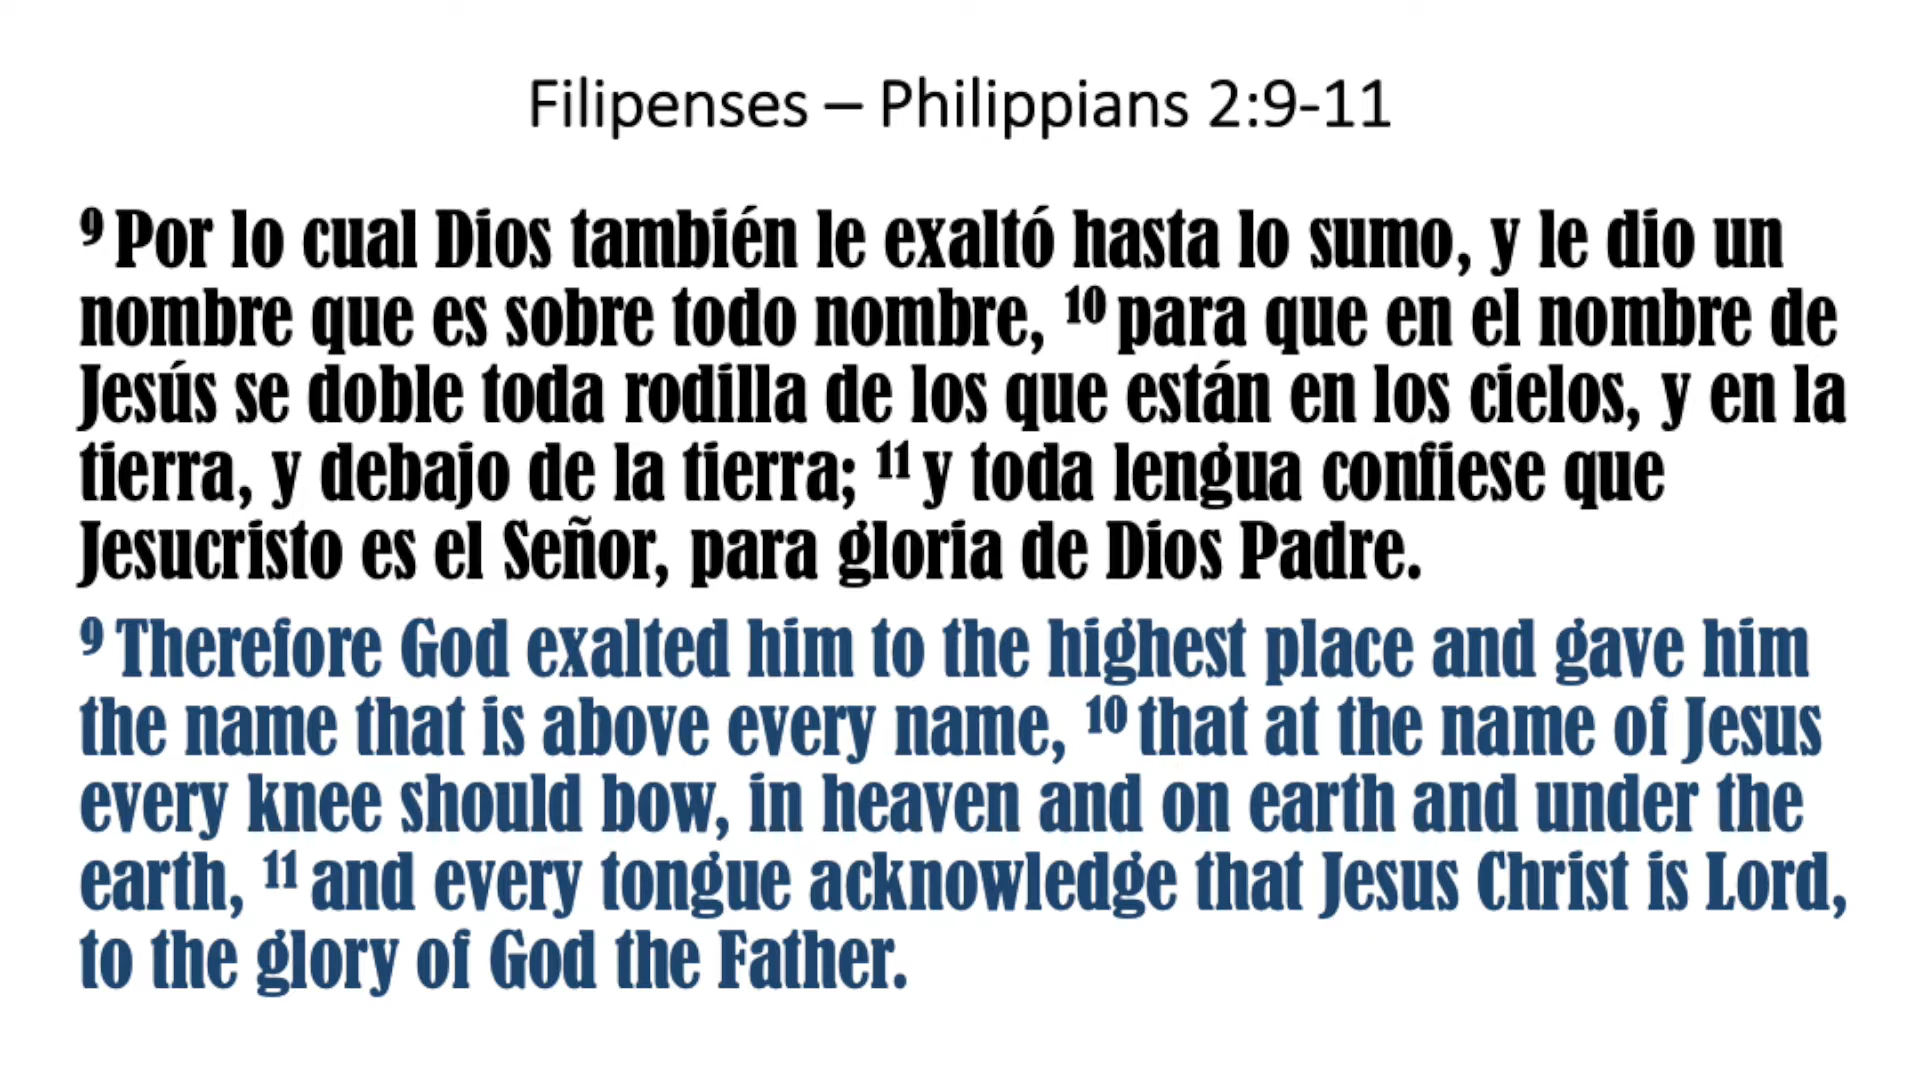 Filipenses – Philippians 2:9-11
9 Por lo cual Dios también le exaltó hasta lo sumo, y le dio un
nombre que es sobre todo nombre, 10 para que en el nombre de
Jesús se doble toda rodilla de los que están en los cielos, y en la
tierra, y debajo de la tierra; 11 y toda lengua confiese que
Jesucristo es el Señor, para gloria de Dios Padre.
9 Therefore God exalted him to the highest place and gave him
the name that is above every name, 10 that at the name of Jesus
every knee should bow, in heaven and on earth and under the
earth, 11 and every tongue acknowledge that Jesus Christ is Lord,
to the glory of God the Father.